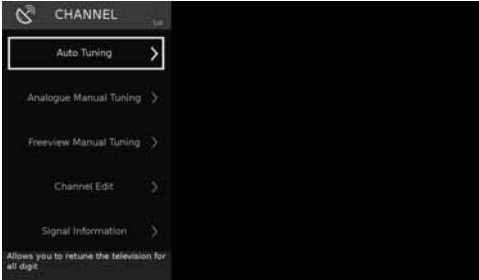 CHANNEL
Auto Tuning
Analogue Manual Tuning
Freeview Manual Tuning
Channel Edit
Signal Information
Allows you to retune the television for
all digit